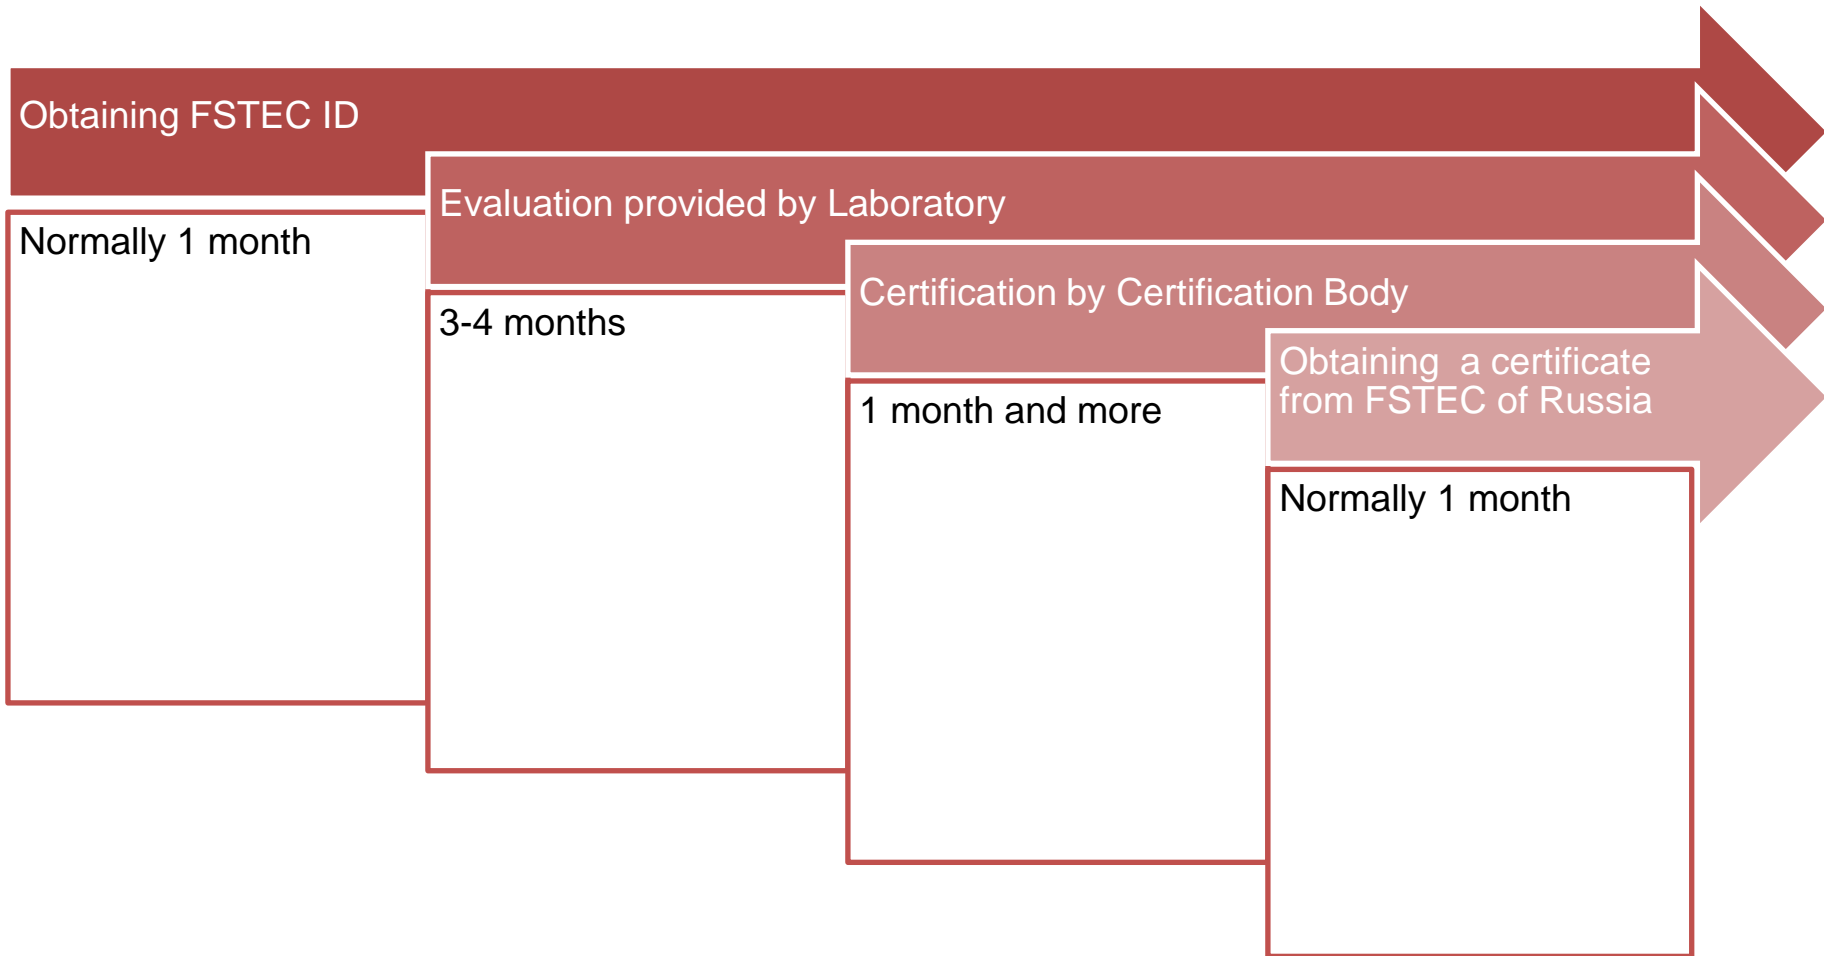 Obtaining FSTEC ID
Normally 1 month
Evaluation provided by Laboratory
3-4 months
Certification by Certification Body
1 month and more
Obtaining  a certificate
from FSTEC of Russia
Normally 1 month